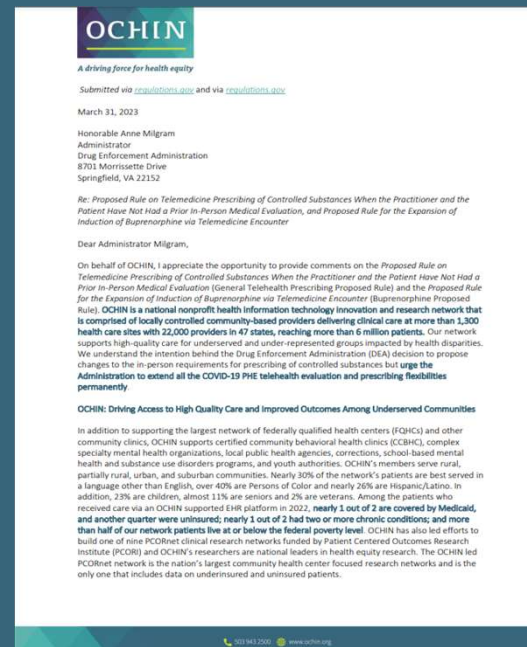 OCHIN
A driving force for health equity
Submitted via regulations.gov and via regulations.gov
March 31, 2023
Honorable Anne Milgram
Administrator
Drug Enforcement Administration
8701 Morrissette Drive
Springfield, VA 22152
Re: Proposed Rule on Telemedicine Prescribing of Controlled Substances When the Practitioner and the
Patient Have Not Had a Prior In-Person Medical Evaluation, and Proposed Rule for the Expansion of
Induction of Buprenorphine via Telemedicine Encounter
Dear Administrator Milgram,
On behalf of OCHIN, I appreciate the opportunity to provide comments on the Proposed Rule on
Telemedicine Prescribing of Controlled Substances When the Practitioner and the Patient Have Not Had a
Prior In-Person Medical Evaluation (General Telehealth Prescribing Proposed Rule) and the Proposed Rule
for the Expansion of Induction of Buprenorphine via Telemedicine Encounter (Buprenorphine Proposed
Rule). OCHIN is a national nonprofit health information technology innovation and research network that
is comprised of locally controlled community-based providers delivering clinical care at more than 1,300
health care sites with 22,000 providers in 47 states, reaching more than 6 million patients. Our network
supports high-quality care for underserved and under-represented groups impacted by health disparities.
We understand the intention behind the Drug Enforcement Administration (DEA) decision to propose
changes to the in-person requirements for prescribing of controlled substances but urge the
Administration to extend all the COVID-19 PHE telehealth evaluation and prescribing flexibilities
permanently.
OCHIN: Driving Access to High Quality Care and Improved Outcomes Among Underserved Communities
In addition to supporting the largest network of federally qualified health centers (FQHCs) and other
community clinics, OCHIN supports certified community behavioral health clinics (CCBHC), complex
specialty mental health organizations, local public health agencies, corrections, school-based mental
health and substance use disorders programs, and youth authorities. OCHIN's members serve rural,
partially rural, urban, and suburban communities. Nearly 30% of the network's patients are best served in
a language other than English, over 40% are Persons of Color and nearly 26% are Hispanic/Latino. In
addition, 23% are children, almost 11% are seniors and 2% are veterans. Among the patients who
received care via an OCHIN supported EHR platform in 2022, nearly 1 out of 2 are covered by Medicaid,
and another quarter were uninsured; nearly 1 out of 2 had two or more chronic conditions; and more
than half of our network patients live at or below the federal poverty level. OCHIN has also led efforts to
build one of nine PCORnet clinical research networks funded by Patient Centered Outcomes Research
Institute (PCORI) and OCHIN's researchers are national leaders in health equity research. The OCHIN led
PCORnet network is the nation's largest community health center focused research networks and is the
only one that includes data on underinsured and uninsured patients.
503 943 2500 www.ochin.org